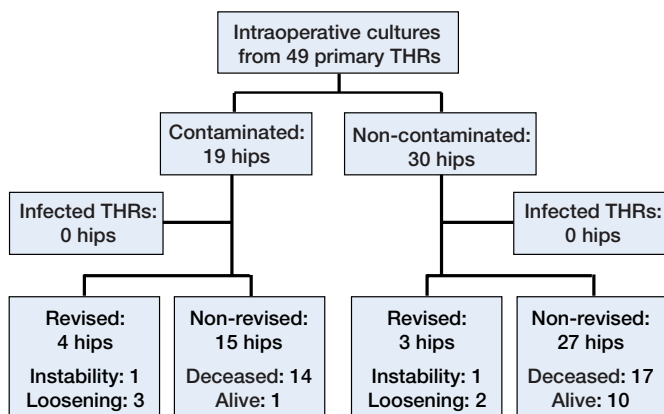 Intraoperative cultures
from 49 primary THRs
Contaminated:
19 hips
Non-contaminated:
30 hips
Infected THRs:
0 hips
Infected THRs:
0 hips
Revised:
4 hips
Instability: 1
Loosening: 3
Non-revised:
15 hips
Deceased: 14
Alive: 1
Revised:
3 hips
Instability: 1
Loosening: 2
Non-revised:
27 hips
Deceased: 17
Alive: 10